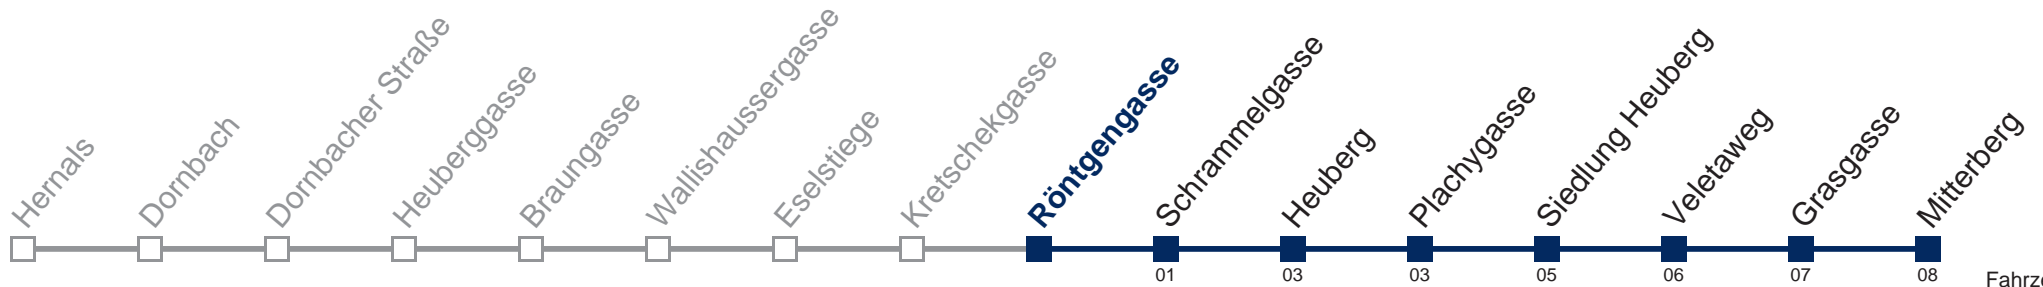 Hernals
Dornbach
Dornbacher Straße
Heuberggasse
Braungasse
Wallishaussergasse
Eselstiege
Kretschekgasse
Röntgengasse
Schrammelgasse
Heuberg
Plachygasse
Siedlung Heuberg
Veletaweg
Grasgasse
Mitterberg
01 03 03 05 06 07 08